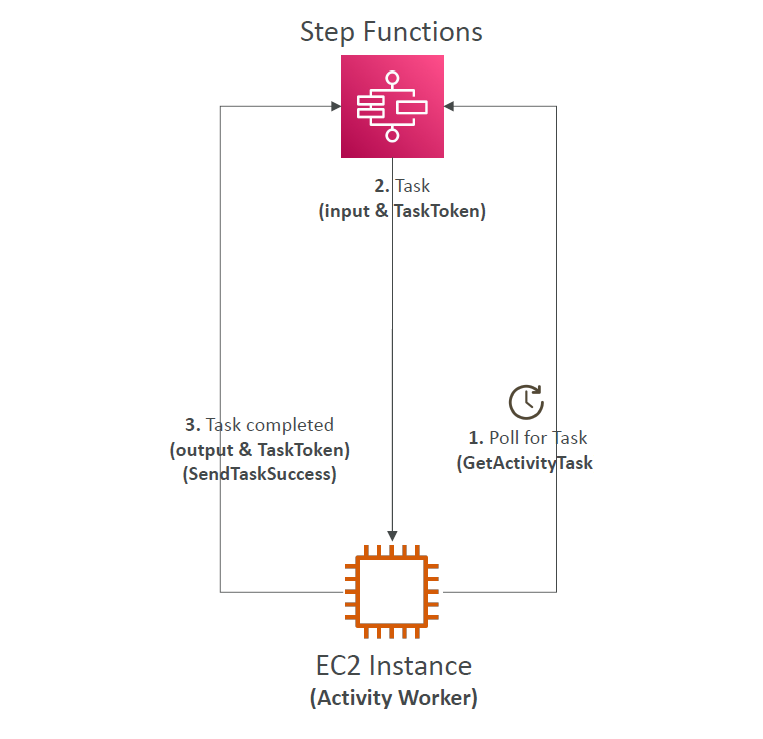 Step Functions
2. Task
(input & TaskToken)
3. Task completed
(output & TaskToken)
(SendTaskSuccess)
1. Poll for Task
(GetActivityTask
EC2 Instance
(Activity Worker)